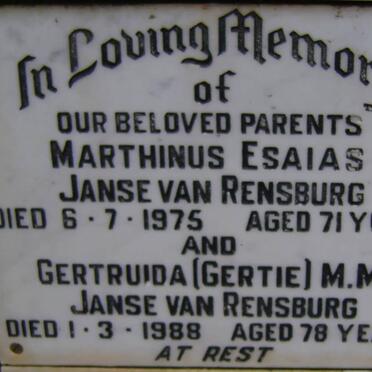 In Loving Memor
of
OUR BELOVED PARENTS
MARTHINUS ESAIAS
JANSE VAN RENSBURG
DIED 6·7·1975 AGED 71 Y
AND
GERTRUIDA (GERTIE) M.M
JANSE VAN RENSBURG
DIED 1·3·1988 AGED 78 YE
AT REST